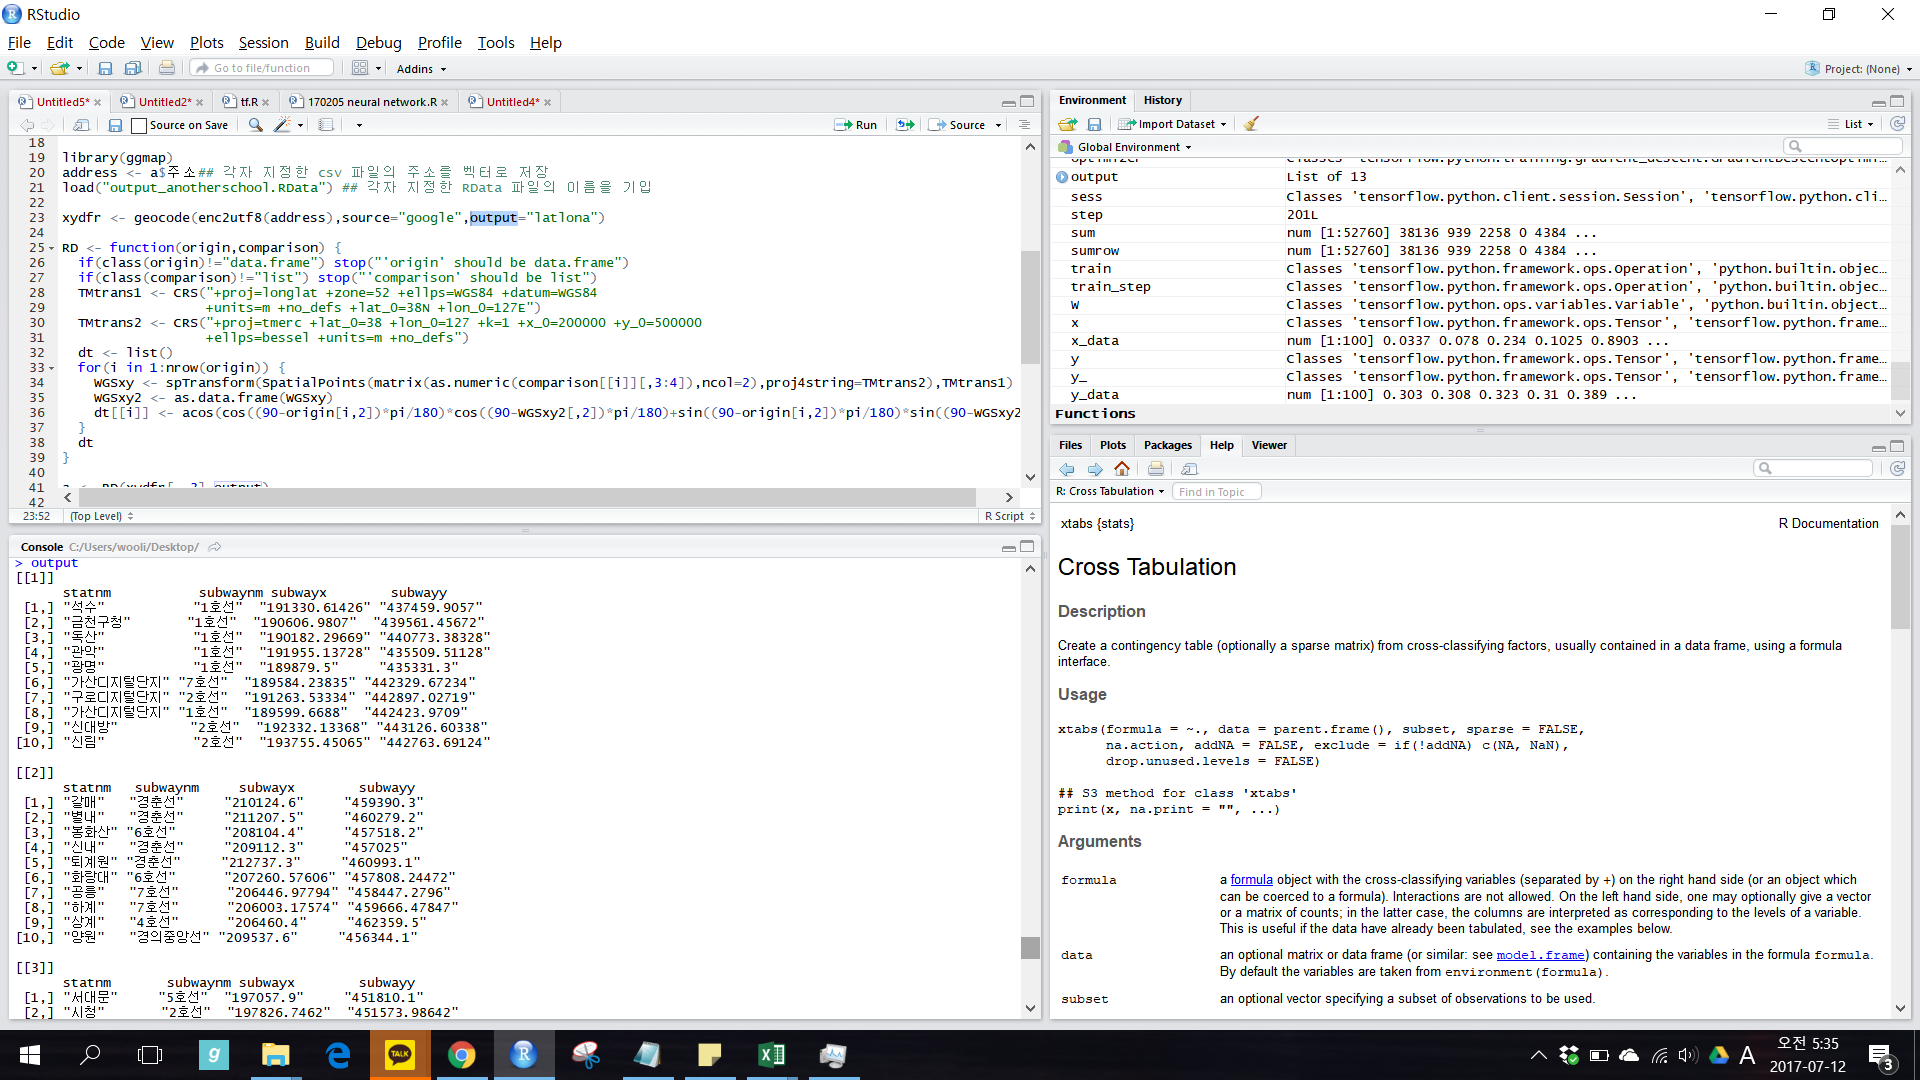 RStudio
File Edit Code View Plots Session Build Debug Profile Tools Help
Go to file/function Addins Project: (None)
Untitled5* Untitled2* tf.R 170205 neural network.R Untitled4*
Source on Save Run Source
18
19 library(ggmap)
20 address <- a$주소## 각자 지정한 csv 파일의 주소를 벡터로 저장
21 load("output_anotherschool.RData") ## 각자 지정한 RData 파일의 이름을 기입
22
23 xydfr <- geocode(enc2utf8(address),source="google",output="latlona")
24
25 RD <- function(origin,comparison) {
26 if(class(origin)!="data.frame") stop("'origin' should be data.frame")
27 if(class(comparison)!="list") stop("'comparison' should be list")
28 TMtrans1 <- CRS("+proj=longlat +zone=52 +ellps=WGS84 +datum=WGS84
29 +units=m +no_defs +lat_0=38N +lon_0=127E")
30 TMtrans2 <- CRS("+proj=tmerc +lat_0=38 +lon_0=127 +k=1 +x_0=200000 +y_0=500000
31 +ellps=bessel +units=m +no_defs")
32 dt <- list()
33 for(i in 1:nrow(origin)) {
34 WGSxy <- spTransform(SpatialPoints(matrix(as.numeric(comparison[[i]][,3:4]),ncol=2),proj4string=TMtrans2),TMtrans1)
35 WGSxy2 <- as.data.frame(WGSxy)
36 dt[[i]] <- acos(cos((90-origin[i,2])*pi/180)*cos((90-WGSxy2[,2])*pi/180)+sin((90-origin[i,2])*pi/180)*sin((90-WGSxy2
37 }
38 dt
39 }
40
41
42
23:52 (Top Level) R Script
Console C:/Users/wooli/Desktop/
> output
[[1]]
statnm subwaynm subwayx subwayy
[1,] "석수" "1호선" "191330.61426" "437459.9057"
[2,] "금천구청" "1호선" "190606.9807" "439561.45672"
[3,] "독산" "1호선" "190182.29669" "440773.38328"
[4,] "관악" "1호선" "191955.13728" "435509.51128"
[5,] "광명" "1호선" "189879.5" "435331.3"
[6,] "가산디지털단지" "7호선" "189584.23835" "442329.67234"
[7,] "구로디지털단지" "2호선" "191263.53334" "442897.02719"
[8,] "가산디지털단지" "1호선" "189599.6688" "442423.9709"
[9,] "신대방" "2호선" "192332.13368" "443126.60338"
[10,] "신림" "2호선" "193755.45065" "442763.69124"
[[2]]
statnm subwaynm subwayx subwayy
[1,] "갈매" "경춘선" "210124.6" "459390.3"
[2,] "별내" "경춘선" "211207.5" "460279.2"
[3,] "봉화산" "6호선" "208104.4" "457518.2"
[4,] "신내" "경춘선" "209112.3" "457025"
[5,] "퇴계원" "경춘선" "212737.3" "460993.1"
[6,] "화랑대" "6호선" "207260.57606" "457808.24472"
[7,] "공릉" "7호선" "206446.97794" "458447.2796"
[8,] "하계" "7호선" "206003.17574" "459666.47847"
[9,] "상계" "4호선" "206460.4" "462359.5"
[10,] "양원" "경의중앙선" "209537.6" "456344.1"
[[3]]
statnm subwaynm subwayx subwayy
[1,] "서대문" "5호선" "197057.9" "451810.1"
[2,] "시청" "2호선" "197826.7462" "451573.98642"
Environment History
Import Dataset List
Global Environment
output List of 13
sess Classes 'tensorflow.python.client.session.Session', 'tensorflow.python.cli…
step 201L
sum num [1:52760] 38136 939 2258 0 4384 ...
sumrow num [1:52760] 38136 939 2258 0 4384 ...
train Classes 'tensorflow.python.framework.ops.Operation', 'python.builtin.objec…
train_step Classes 'tensorflow.python.framework.ops.Operation', 'python.builtin.objec…
W Classes 'tensorflow.python.ops.variables.Variable', 'python.builtin.object…
x Classes 'tensorflow.python.framework.ops.Tensor', 'tensorflow.python.frame…
x_data num [1:100] 0.0337 0.078 0.234 0.1025 0.8903 ...
y Classes 'tensorflow.python.framework.ops.Tensor', 'tensorflow.python.frame…
y_ Classes 'tensorflow.python.framework.ops.Tensor', 'tensorflow.python.frame…
y_data num [1:100] 0.303 0.308 0.323 0.31 0.389 ...
Functions
Files Plots Packages Help Viewer
R: Cross Tabulation Find in Topic
xtabs {stats} R Documentation
Cross Tabulation
Description
Create a contingency table (optionally a sparse matrix) from cross-classifying factors, usually contained in a data frame, using a formula
interface.
Usage
xtabs(formula = ~., data = parent.frame(), subset, sparse = FALSE,
na.action, addNA = FALSE, exclude = if(!addNA) c(NA, NaN),
drop.unused.levels = FALSE)
## S3 method for class 'xtabs'
print(x, na.print = "", ...)
Arguments
formula a formula object with the cross-classifying variables (separated by +) on the right hand side (or an object which
can be coerced to a formula). Interactions are not allowed. On the left hand side, one may optionally give a vector
or a matrix of counts; in the latter case, the columns are interpreted as corresponding to the levels of a variable.
This is useful if the data have already been tabulated, see the examples below.
data an optional matrix or data frame (or similar: see model.frame) containing the variables in the formula formula.
By default the variables are taken from environment(formula).
subset an optional vector specifying a subset of observations to be used.
TALK
A 오전 5:35
2017-07-12
3